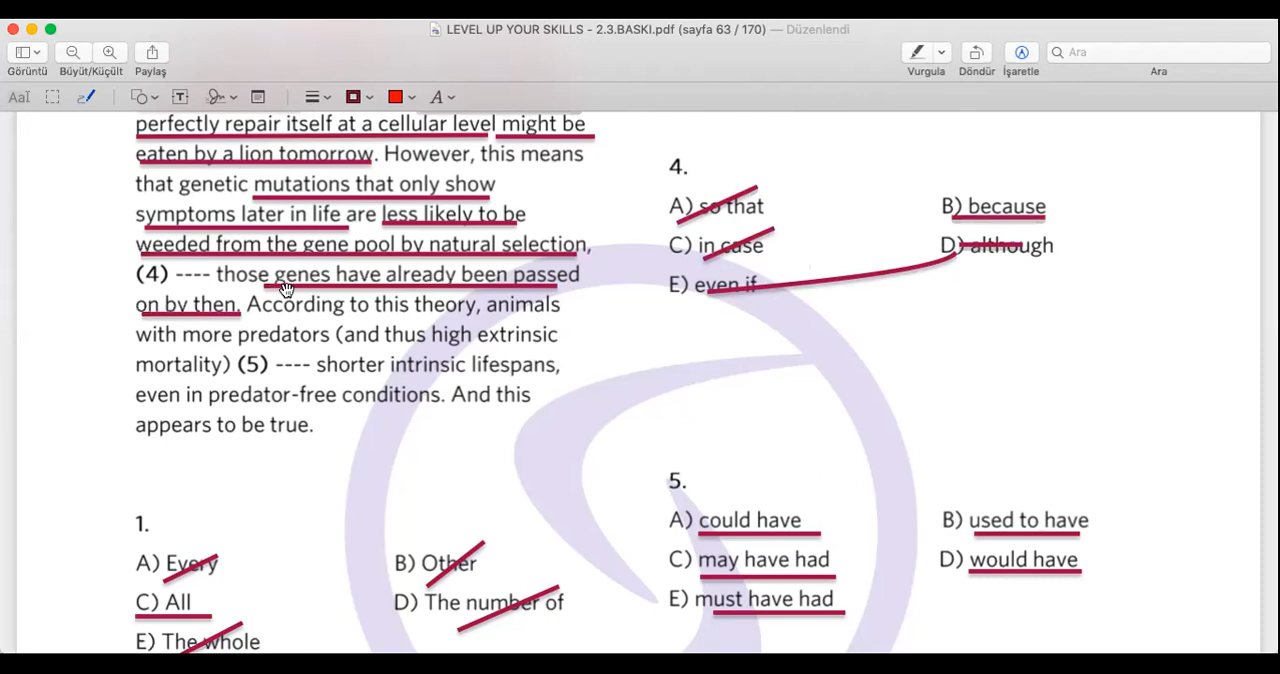 LEVEL UP YOUR SKILLS - 2.3.BASKI.pdf (sayfa 63 / 170) — Düzenlendi
Görüntü Büyüt/Küçült Paylaş Vurgula Döndür İşaretle Ara
Ara
perfectly repair itself at a cellular level might be
eaten by a lion tomorrow. However, this means
that genetic mutations that only show
symptoms later in life are less likely to be
weeded from the gene pool by natural selection,
(4) ---- those genes have already been passed
on by then. According to this theory, animals
with more predators (and thus high extrinsic
mortality) (5) ---- shorter intrinsic lifespans,
even in predator-free conditions. And this
appears to be true.
1.
A) Every B) Other
C) All D) The number of
E) The whole
4.
A) so that B) because
C) in case D) although
E) even if
5.
A) could have B) used to have
C) may have had D) would have
E) must have had